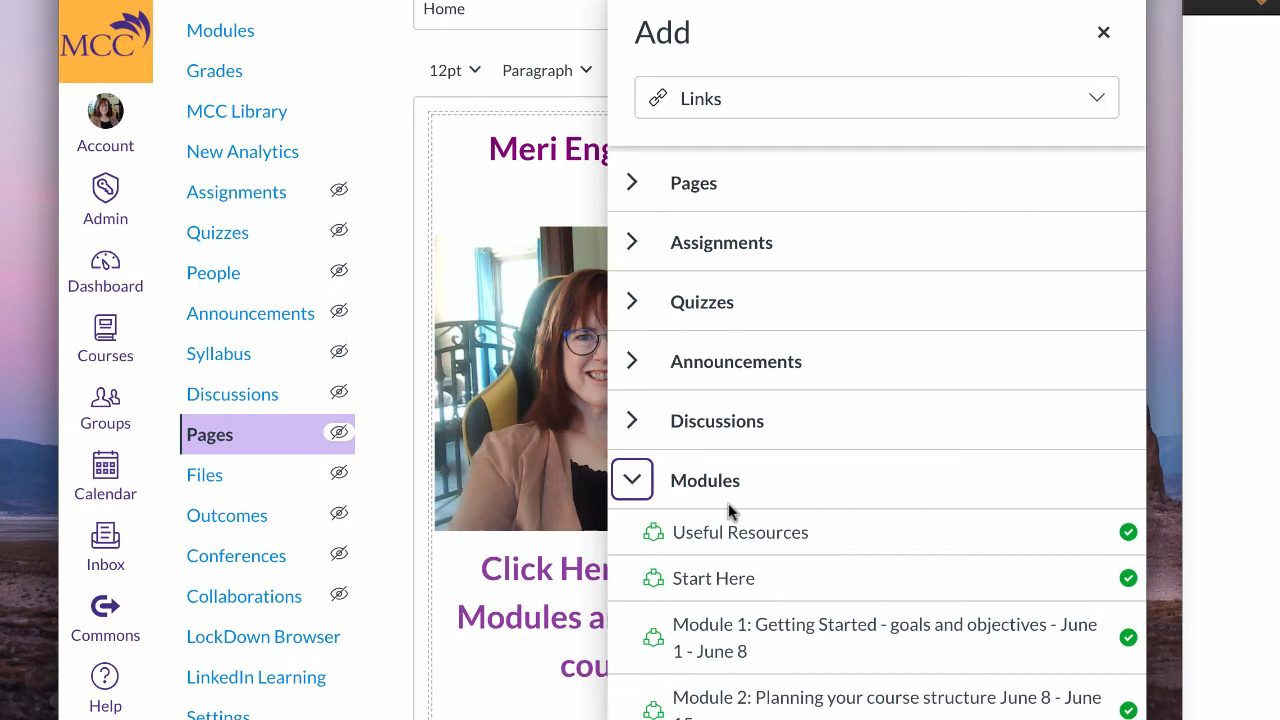 MCC
Account
Admin
Dashboard
Courses
Groups
Calendar
Inbox
Commons
Help
Modules
Grades
MCC Library
New Analytics
Assignments
Quizzes
People
Announcements
Syllabus
Discussions
Pages
Files
Outcomes
Conferences
Collaborations
LockDown Browser
LinkedIn Learning
Settings
Home
12pt
Paragraph
Meri Eng
Click Her
Modules a
cou
Add
Links
Pages
Assignments
Quizzes
Announcements
Discussions
Modules
Useful Resources
Start Here
Module 1: Getting Started - goals and objectives - June
1 - June 8
Module 2: Planning your course structure June 8 - June